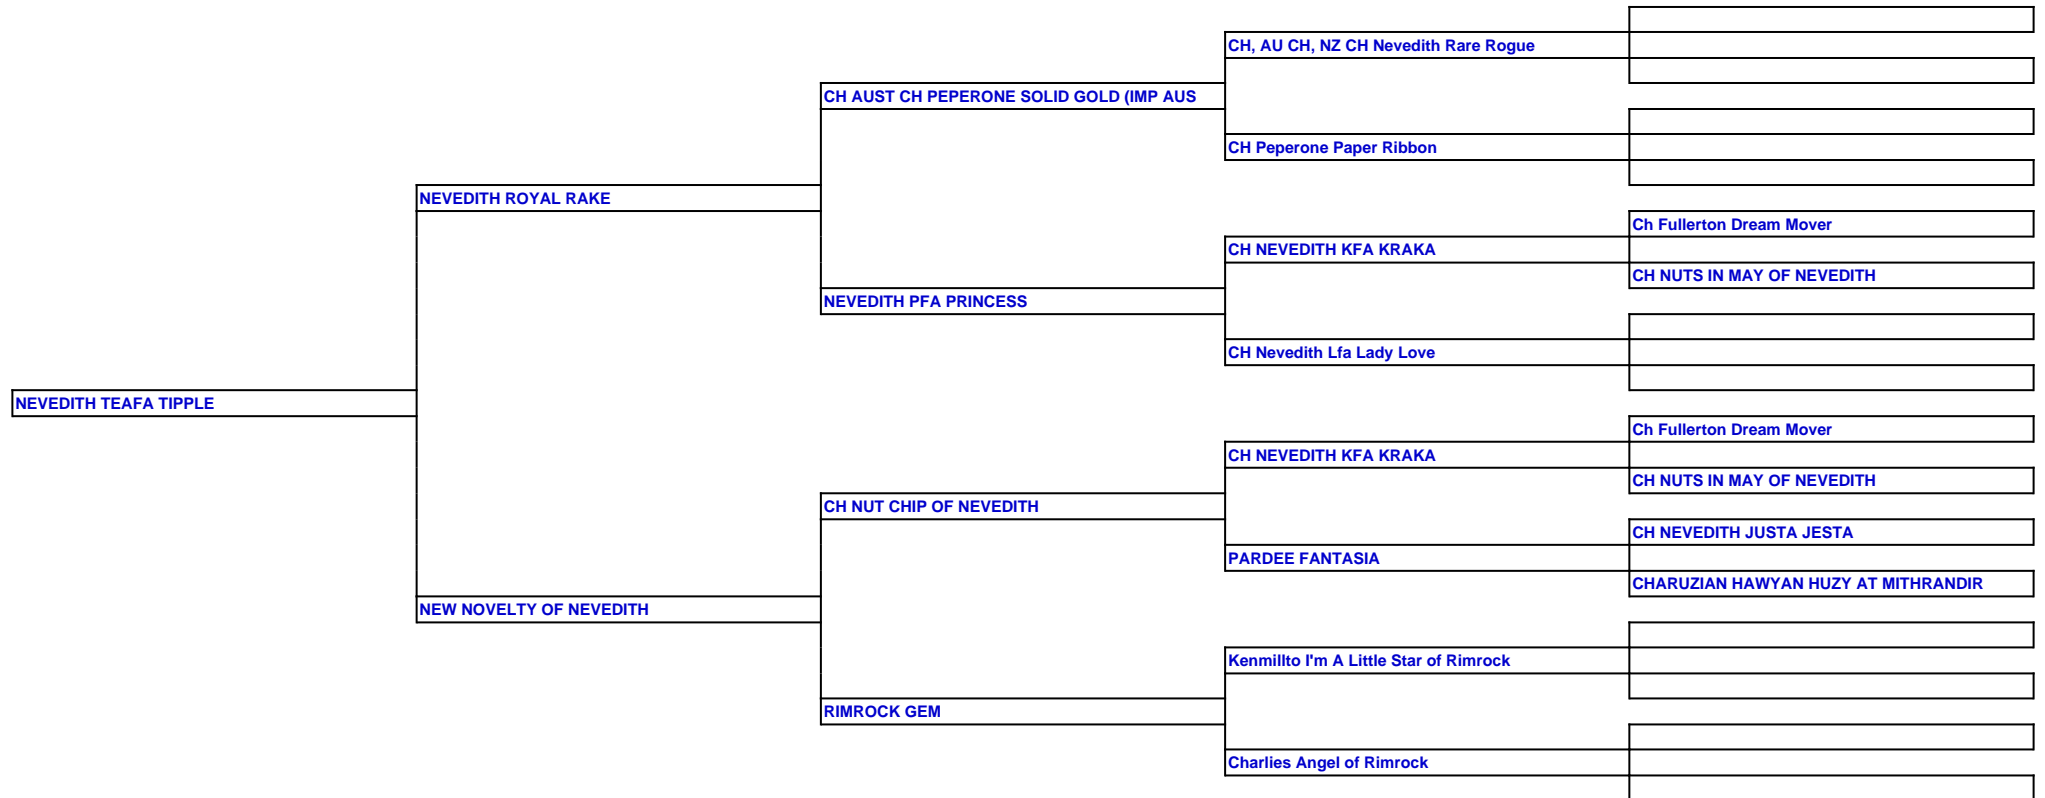 CH, AU CH, NZ CH Nevedith Rare Rogue
CH AUST CH PEPERONE SOLID GOLD (IMP AUS
CH Peperone Paper Ribbon
NEVEDITH ROYAL RAKE
Ch Fullerton Dream Mover
CH NEVEDITH KFA KRAKA
CH NUTS IN MAY OF NEVEDITH
NEVEDITH PFA PRINCESS
CH Nevedith Lfa Lady Love
NEVEDITH TEAFA TIPPLE
Ch Fullerton Dream Mover
CH NEVEDITH KFA KRAKA
CH NUTS IN MAY OF NEVEDITH
CH NUT CHIP OF NEVEDITH
CH NEVEDITH JUSTA JESTA
PARDEE FANTASIA
CHARUZIAN HAWYAN HUZY AT MITHRANDIR
NEW NOVELTY OF NEVEDITH
Kenmillto I'm A Little Star of Rimrock
RIMROCK GEM
Charlies Angel of Rimrock